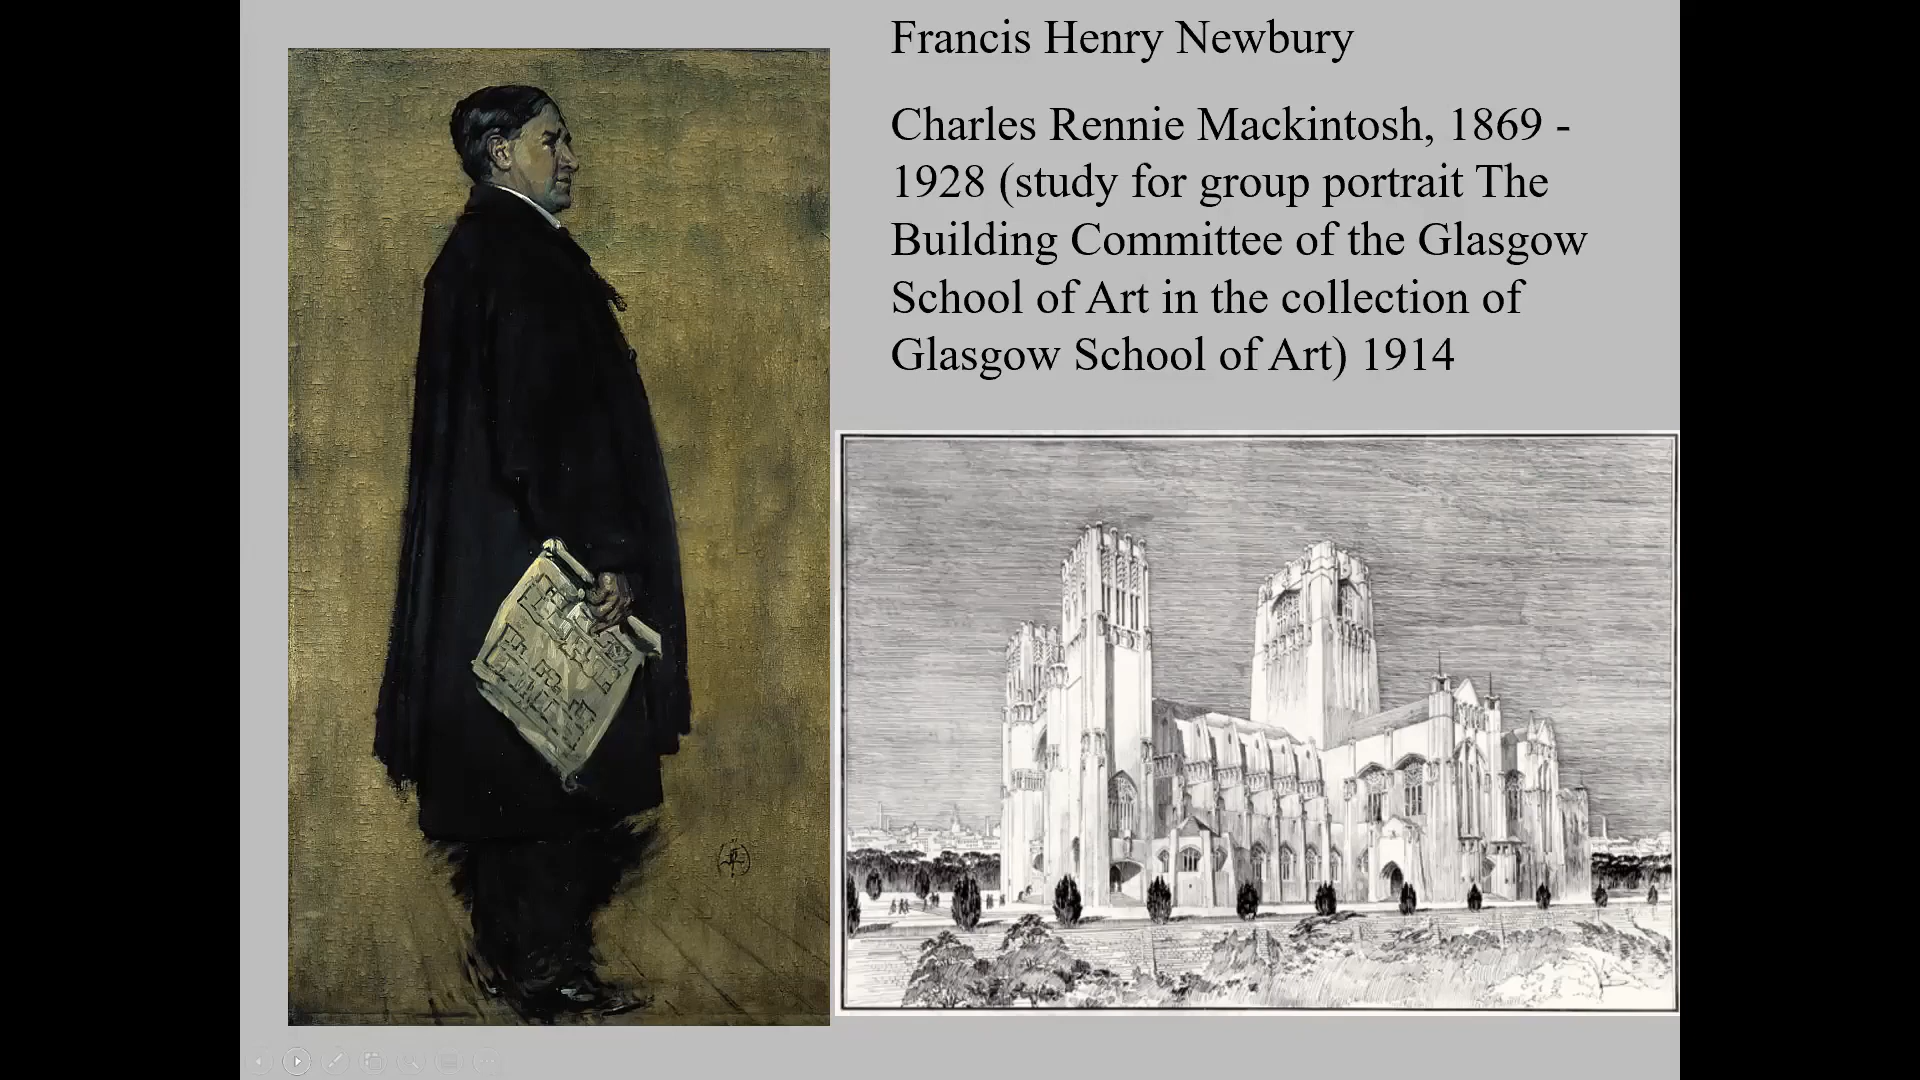 Francis Henry Newbury
Charles Rennie Mackintosh, 1869 -
1928 (study for group portrait The
Building Committee of the Glasgow
School of Art in the collection of
Glasgow School of Art) 1914